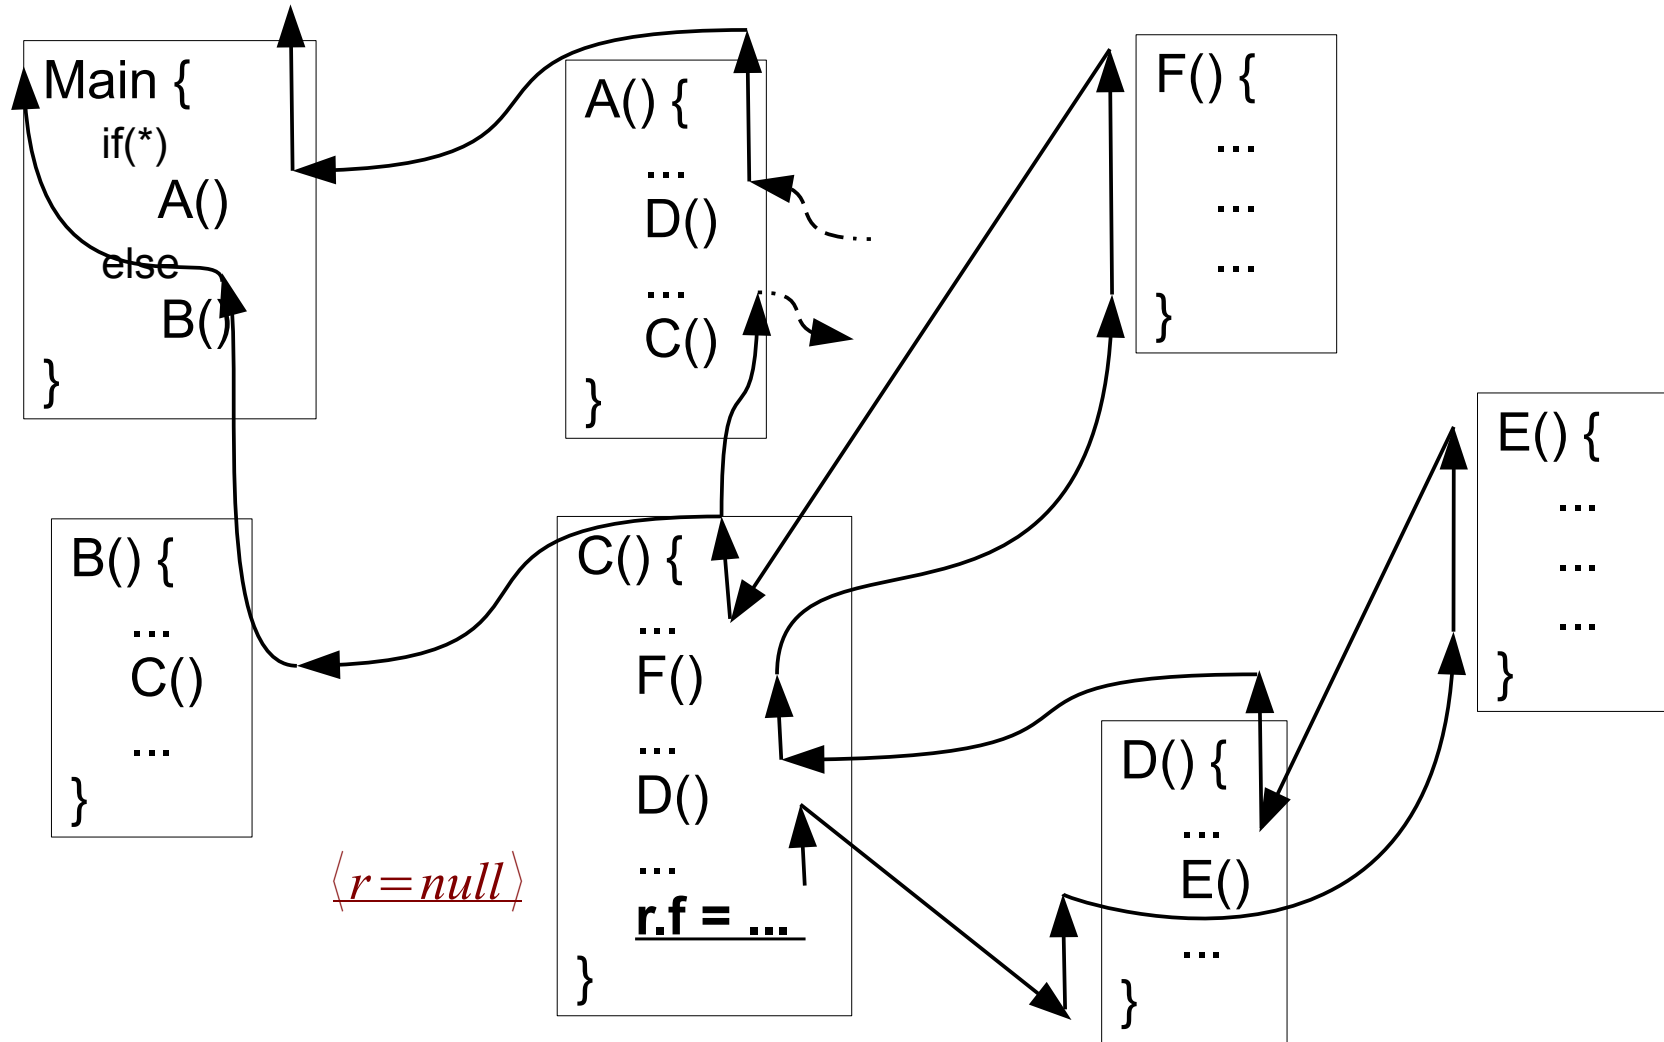 Main {
if(*)
A()
else
B()
}
A() {
...
D()
...
C()
}
F() {
...
...
...
}
E() {
...
...
...
}
B() {
...
C()
...
}
C() {
...
F()
...
D()
...
r.f = ...
}
D() {
...
E()
...
}
⟨r=null⟩